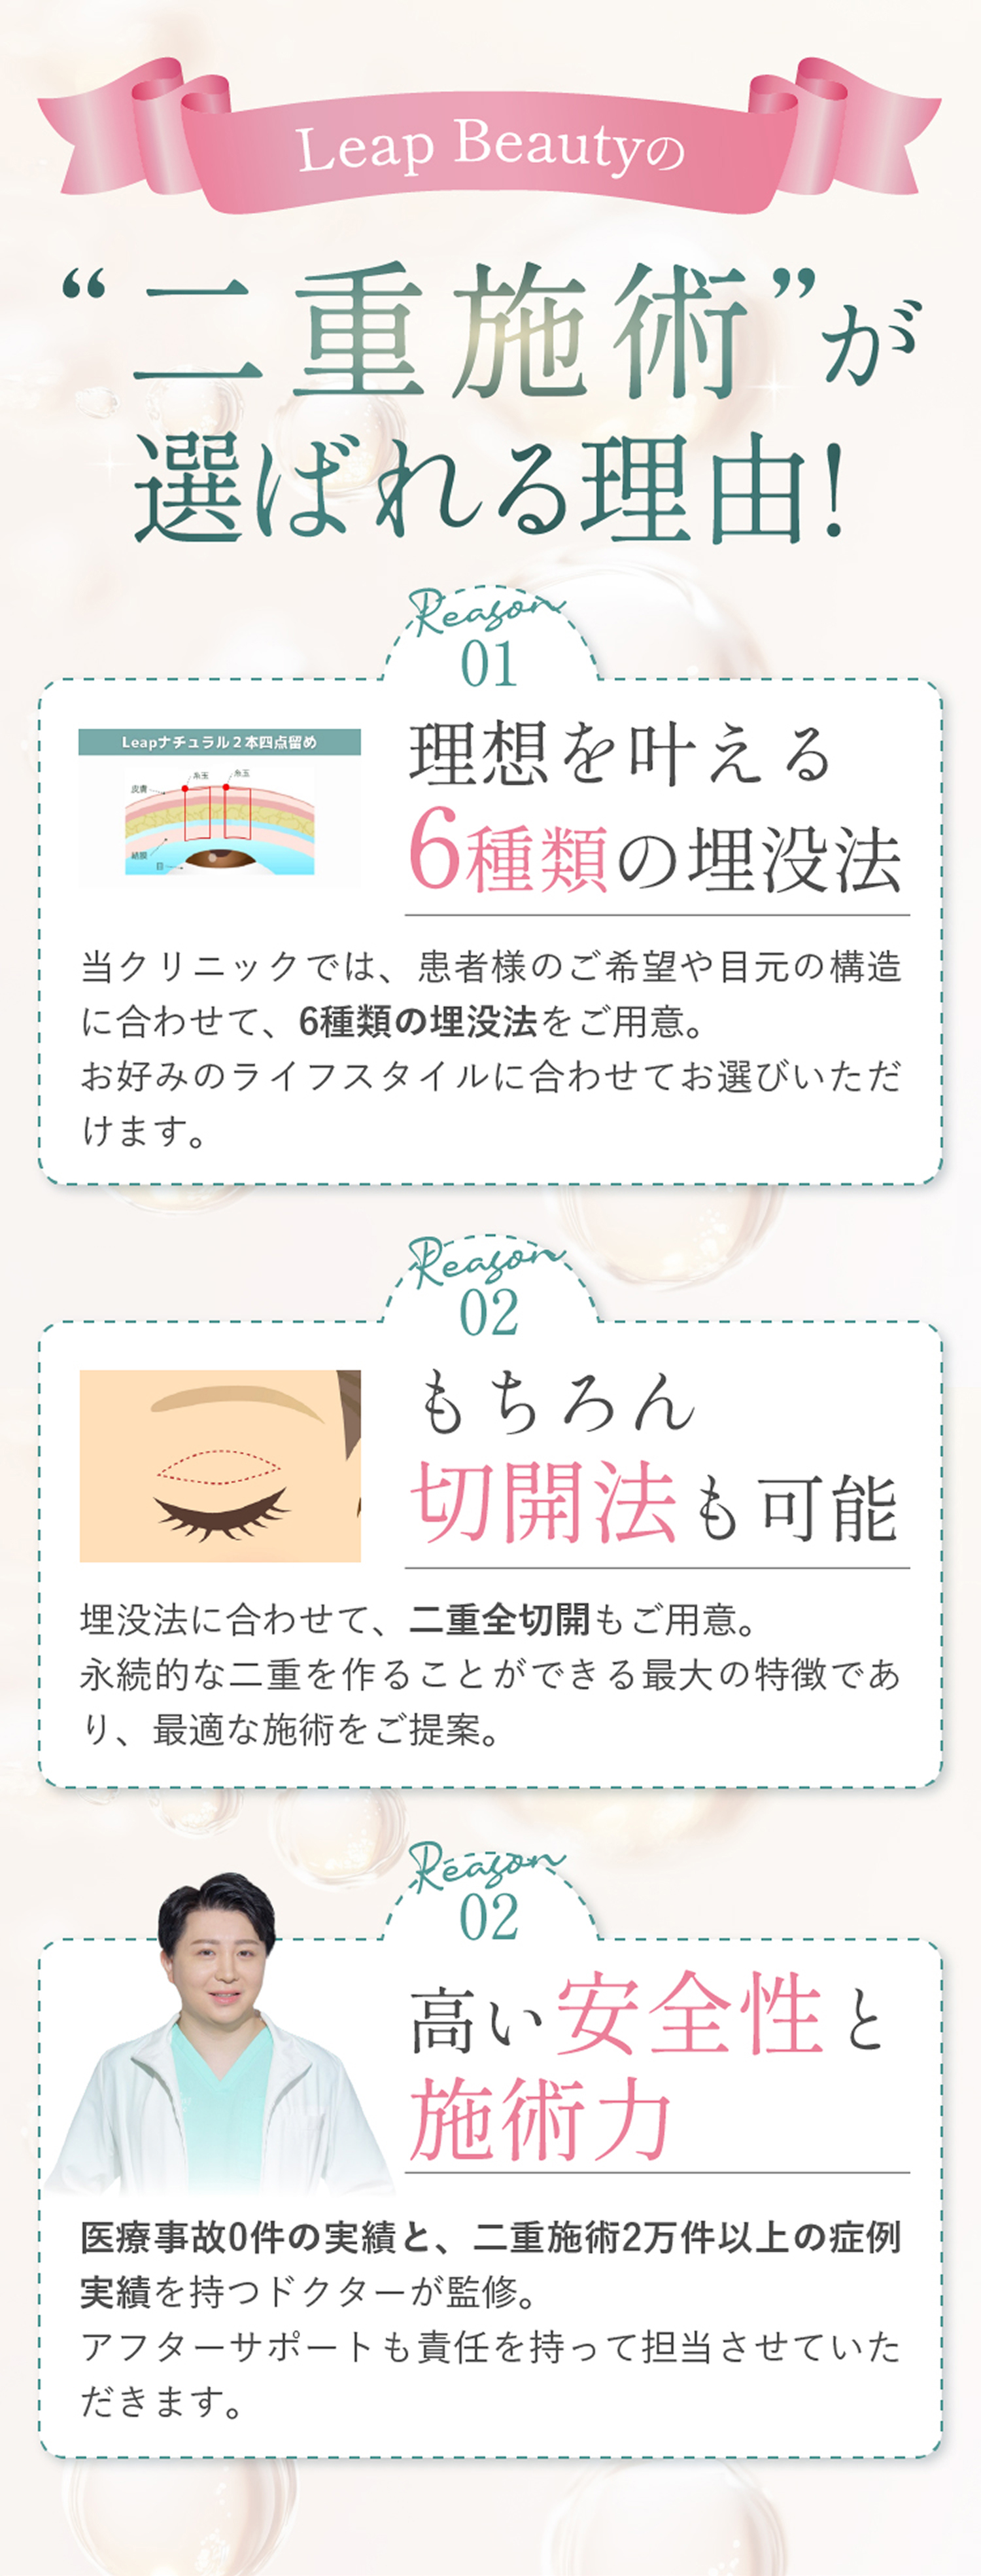 Leap Beautyの
“二重施術”が
選ばれる理由!
Reason
01
Leapナチュラル2本四点留め
糸玉
糸玉
皮膚
結膜
目
理想を叶える
6種類の埋没法
当クリニックでは、患者様のご希望や目元の構造
に合わせて、6種類の埋没法をご用意。
お好みのライフスタイルに合わせてお選びいただ
けます。
Reason
02
もちろん
切開法も可能
埋没法に合わせて、二重全切開もご用意。
永続的な二重を作ることができる最大の特徴であ
り、最適な施術をご提案。
Reason
02
高い安全性と
施術力
医療事故0件の実績と、二重施術2万件以上の症例
実績を持つドクターが監修。
アフターサポートも責任を持って担当させていた
だきます。